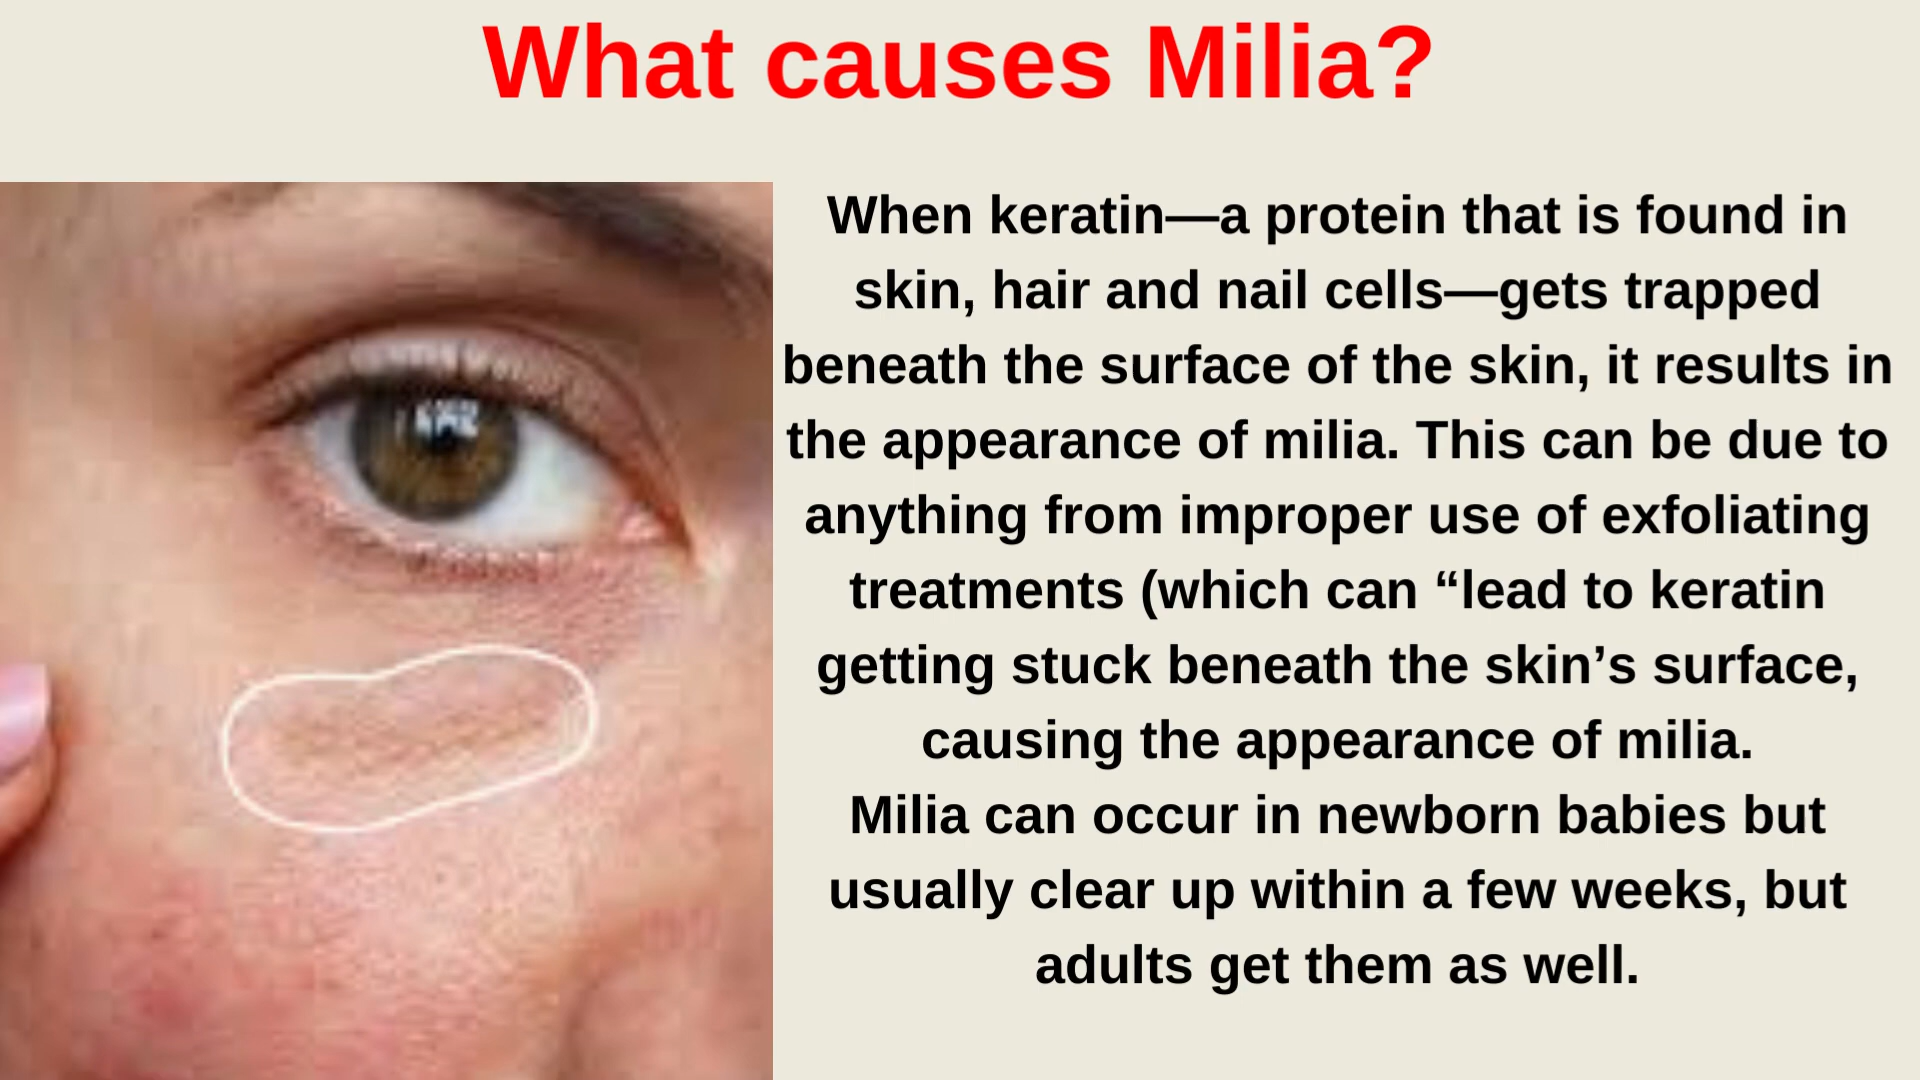 What causes Milia?
When keratin—a protein that is found in
skin, hair and nail cells—gets trapped
beneath the surface of the skin, it results in
the appearance of milia. This can be due to
anything from improper use of exfoliating
treatments (which can “lead to keratin
getting stuck beneath the skin’s surface,
causing the appearance of milia.
Milia can occur in newborn babies but
usually clear up within a few weeks, but
adults get them as well.